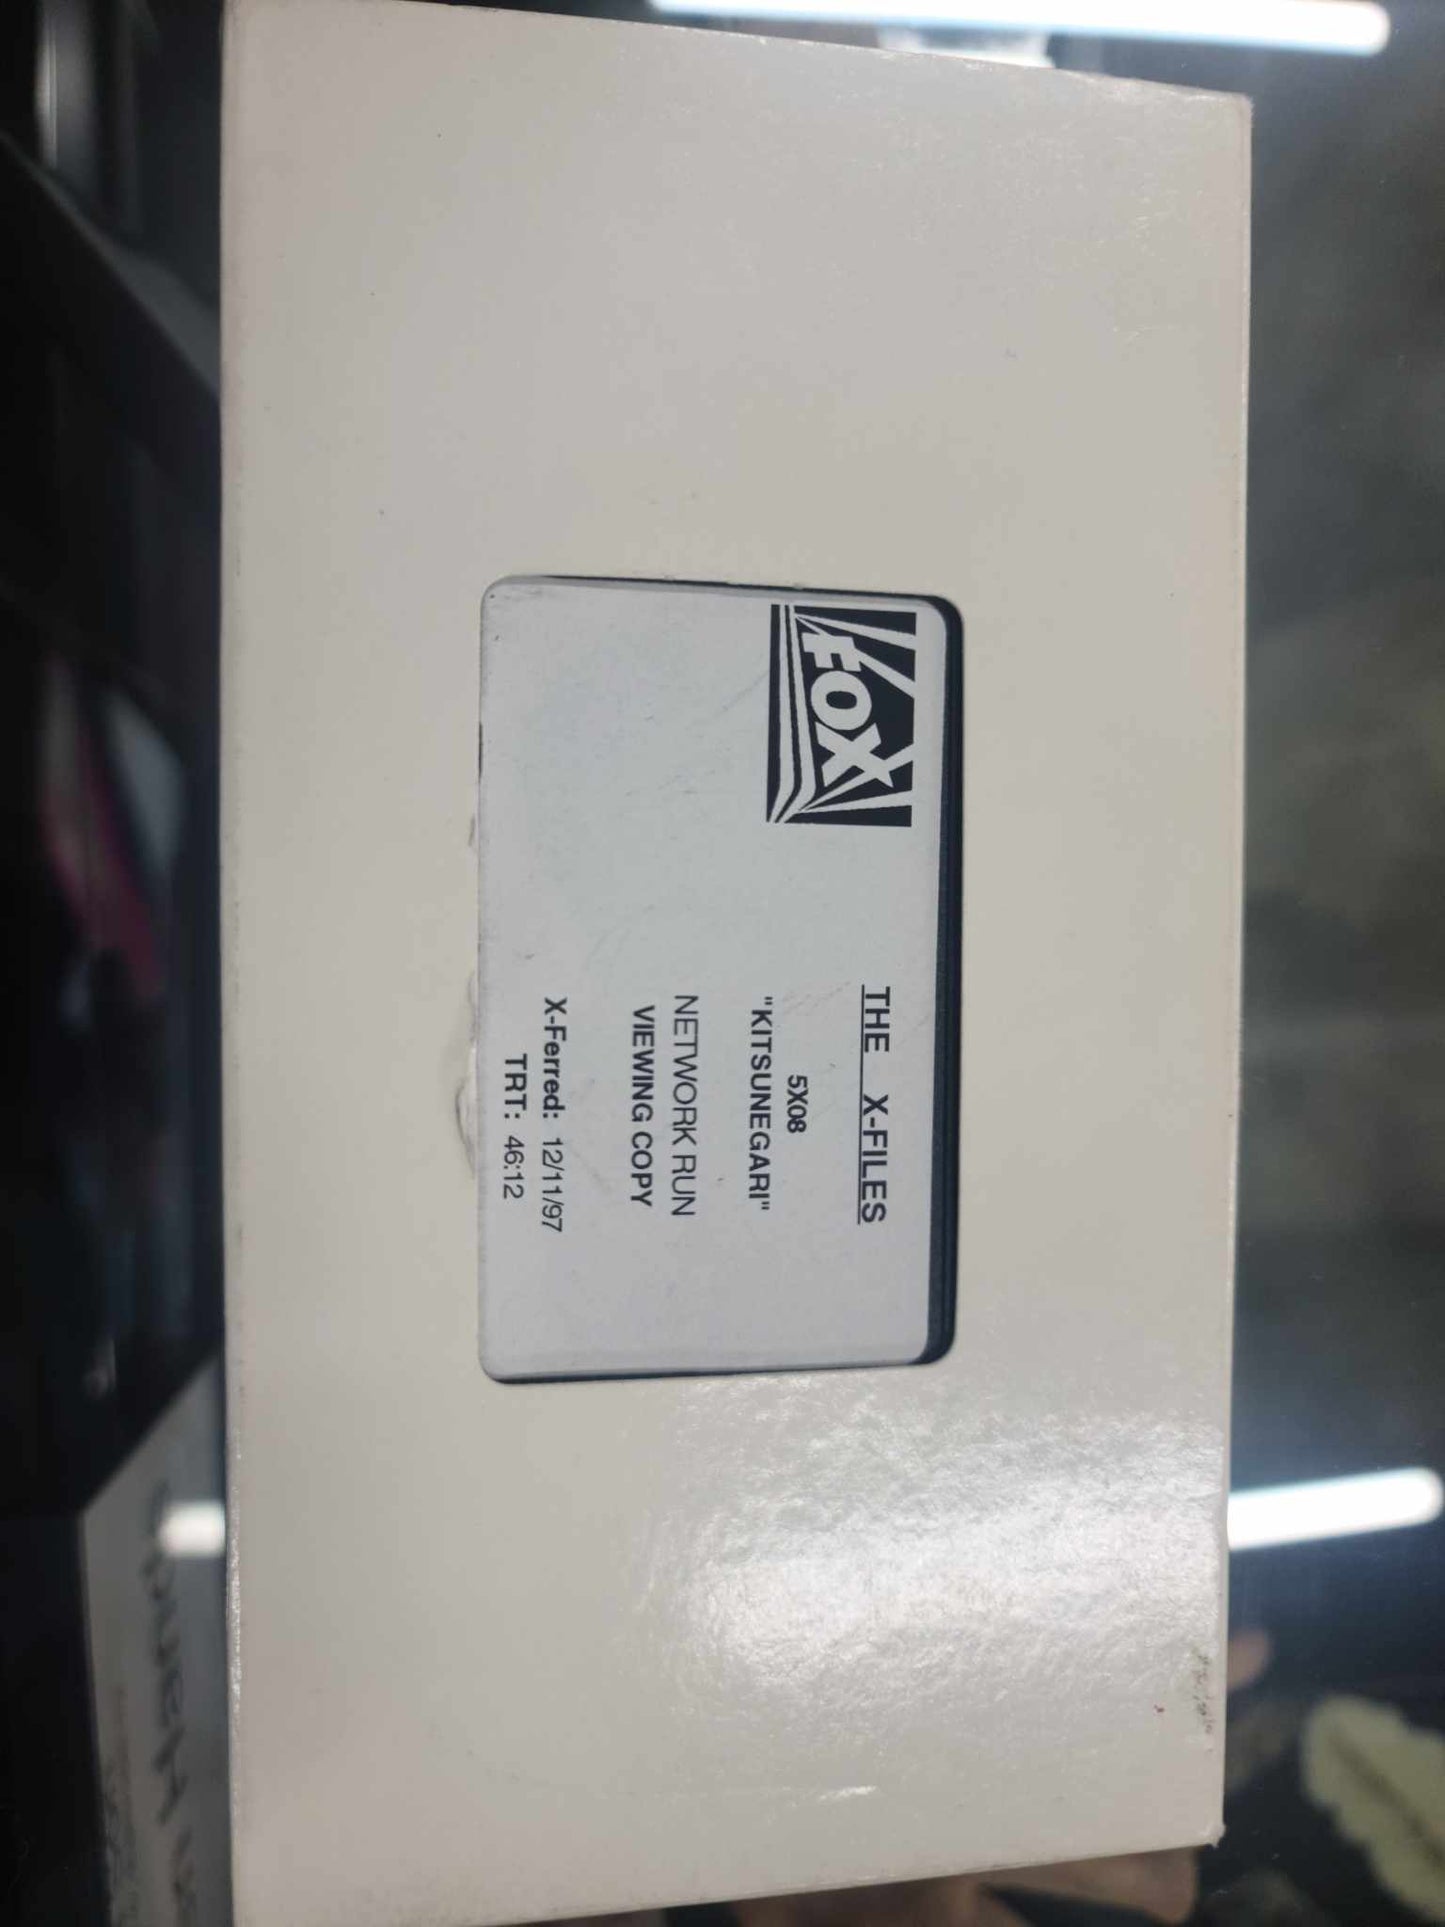 FOX
THE X-FILES
5X08
"KITSUNEGARI"
NETWORK RUN
VIEWING COPY
X-Ferred: 12/11/97
TRT: 46:12